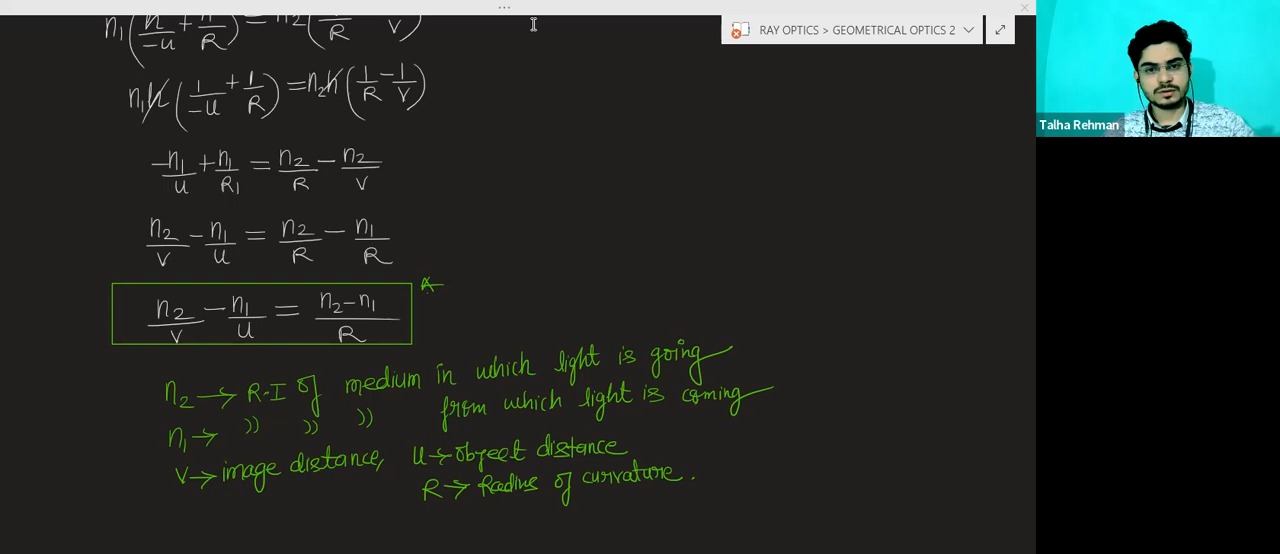 n₁(h/-u + h/R) = n₂(h/R - h/v)
RAY OPTICS > GEOMETRICAL OPTICS 2
n₁h(1/-u + 1/R) = n₂h(1/R - 1/v)
Talha Rehman
-n₁/u + n₁/R₁ = n₂/R - n₂/v
n₂/v - n₁/u = n₂/R - n₁/R
n₂/v - n₁/u = (n₂-n₁)/R
n₂ → R.I of medium in which light is going
n₁ → )) )) )) from which light is coming
v → image distance, u → object distance
R → Radius of curvature.